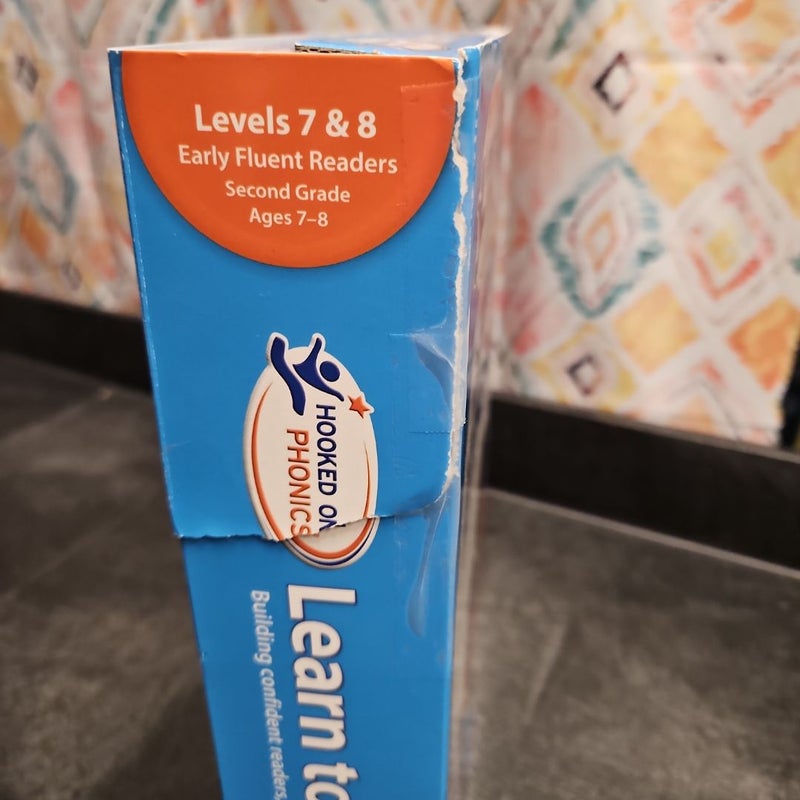 Levels 7 & 8
Early Fluent Readers
Second Grade
Ages 7–8
HOOKED ON
PHONICS
Learn to
Building confident readers,